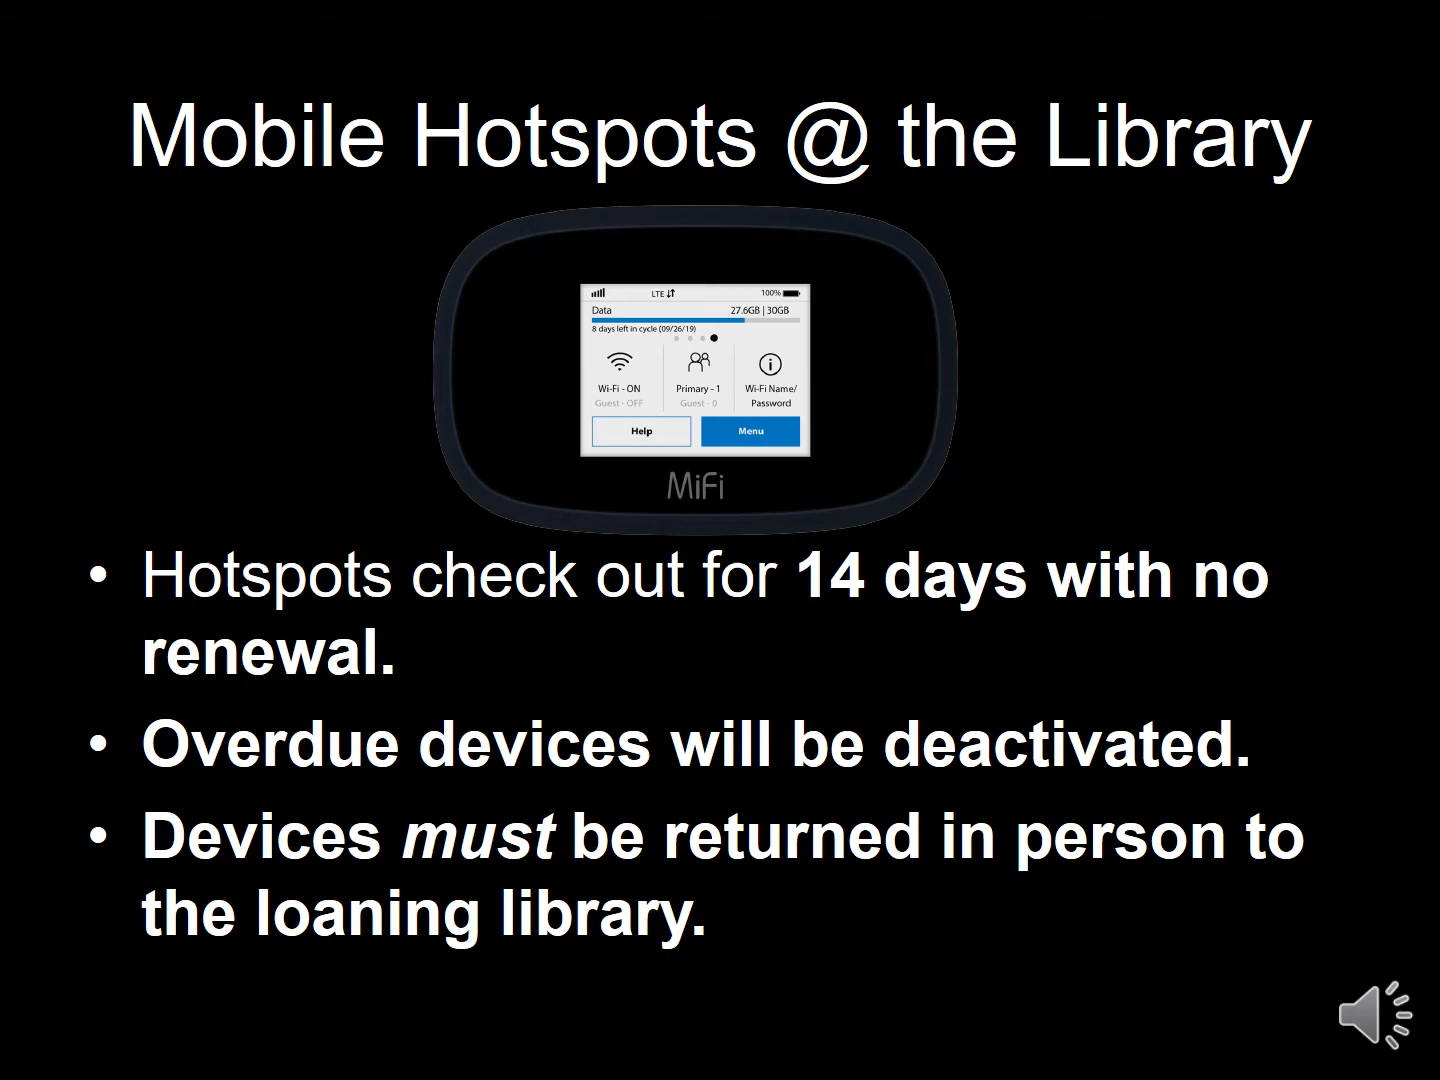 Mobile Hotspots @ the Library
LTE 100%
Data 27.6GB | 30GB
8 days left in cycle (09/26/19)
Wi-Fi - ON Primary - 1 Wi-Fi Name/
Guest - OFF Guest - 0 Password
Help Menu
MiFi
• Hotspots check out for 14 days with no
renewal.
• Overdue devices will be deactivated.
• Devices must be returned in person to
the loaning library.